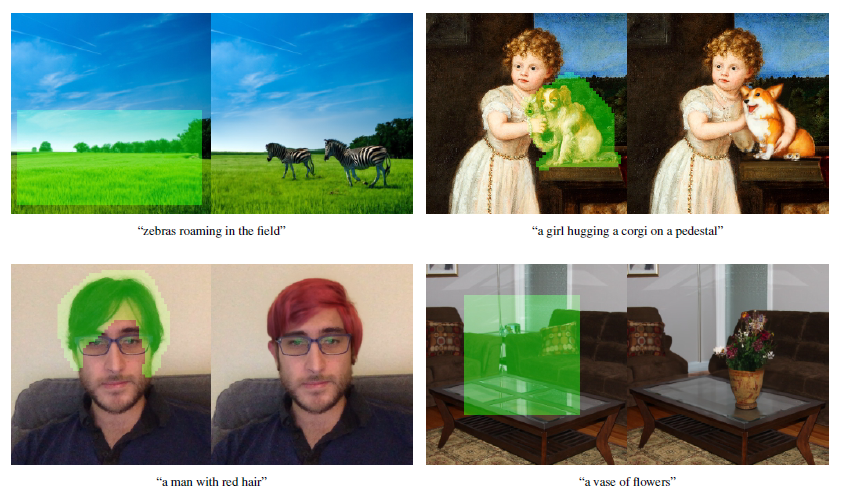 “zebras roaming in the field”
“a girl hugging a corgi on a pedestal”
“a man with red hair”
“a vase of flowers”